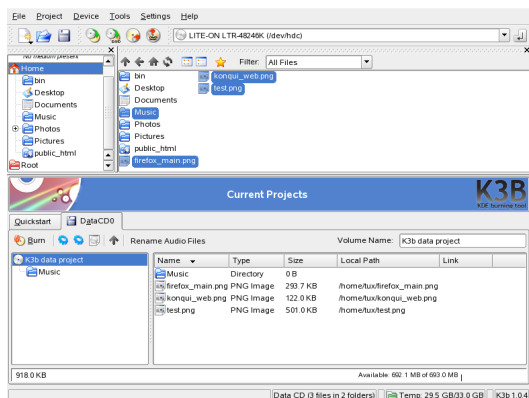 File Project Device Tools Settings Help
LITE-ON LTR-48246K (/dev/hdc)
No medium present
Home
bin
Desktop
Documents
Music
Photos
Pictures
public_html
Root
Filter: All Files
bin
Desktop
Documents
Music
Photos
Pictures
public_html
firefox_main.png
konqui_web.png
test.png
Current Projects
K3B
KDE burning tool
Quickstart DataCD0
Burn Rename Audio Files Volume Name: K3b data project
K3b data project
Music
Name Type Size Local Path Link
Music Directory 0 B
firefox_main.png PNG Image 293.7 KB /home/tux/firefox_main.png
konqui_web.png PNG Image 122.0 KB /home/tux/konqui_web.png
test.png PNG Image 501.0 KB /home/tux/test.png
918.0 KB Available: 692.1 MB of 693.0 MB
Data CD (3 files in 2 folders) Temp: 29.5 GB/33.0 GB K3b 1.0.4